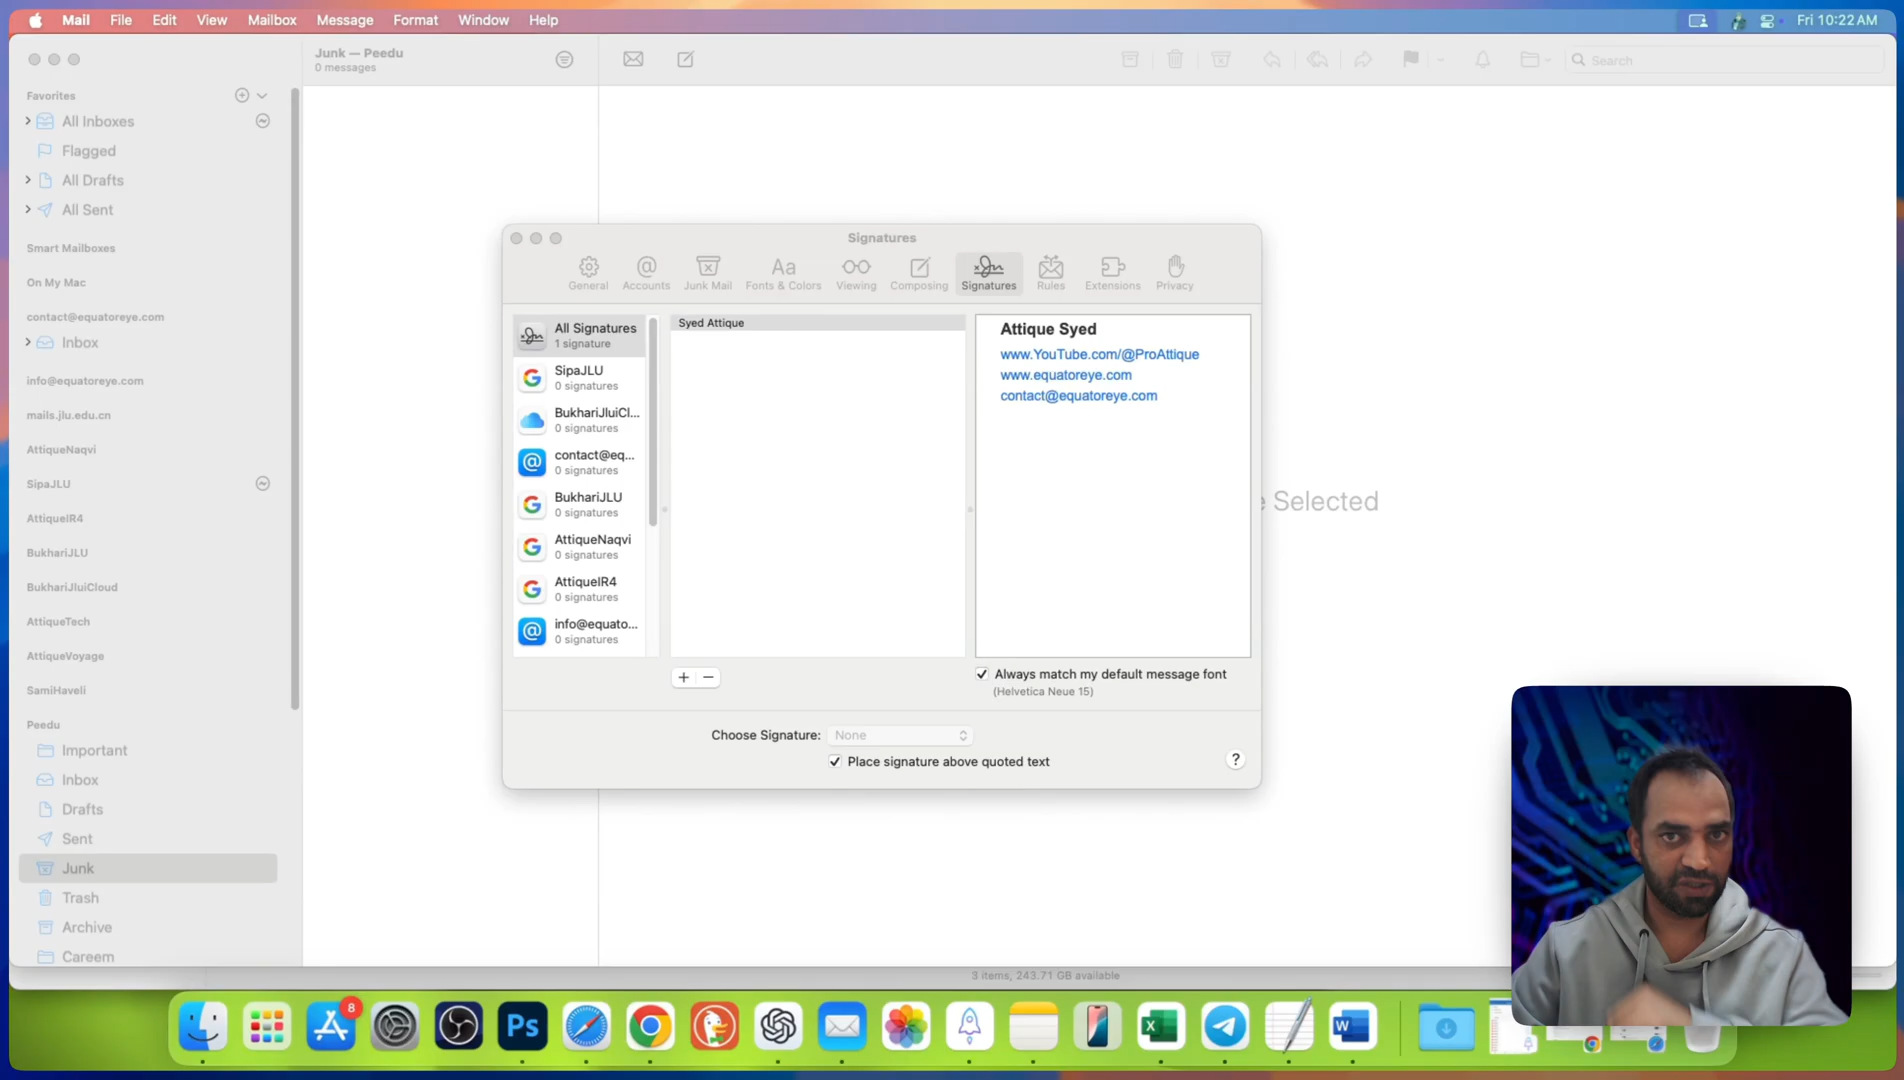 Mail File Edit View Mailbox Message Format Window Help
Fri 10:22 AM
Junk — Peedu
0 messages
Search
Favorites
All Inboxes
Flagged
All Drafts
All Sent
Smart Mailboxes
On My Mac
contact@equatoreye.com
Inbox
info@equatoreye.com
mails.jlu.edu.cn
AttiqueNaqvi
SipaJLU
AttiqueIR4
BukhariJLU
BukhariJluiCloud
AttiqueTech
AttiqueVoyage
SamiHaveli
Peedu
Important
Inbox
Drafts
Sent
Junk
Trash
Archive
Careem
Signatures
General Accounts Junk Mail Fonts & Colors Viewing Composing Signatures Rules Extensions Privacy
All Signatures
1 signature
SipaJLU
0 signatures
BukhariJluiCl...
0 signatures
contact@eq...
0 signatures
BukhariJLU
0 signatures
AttiqueNaqvi
0 signatures
AttiqueIR4
0 signatures
info@equato...
0 signatures
Syed Attique
Attique Syed
www.YouTube.com/@ProAttique
www.equatoreye.com
contact@equatoreye.com
Selected
Always match my default message font
(Helvetica Neue 15)
Choose Signature: None
Place signature above quoted text
?
3 items, 243.71 GB available
8
Ps
X
W